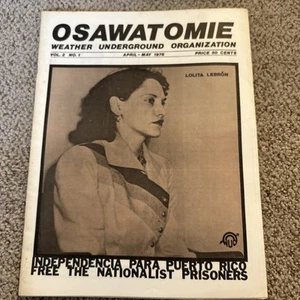 OSAWATOMIE
WEATHER UNDERGROUND ORGANIZATION
VOL. 2 NO. 1 APRIL - MAY 1976 PRICE 50 CENTS
LOLITA LEBRÓN
INDEPENDENCIA PARA PUERTO RICO
FREE THE NATIONALIST PRISONERS